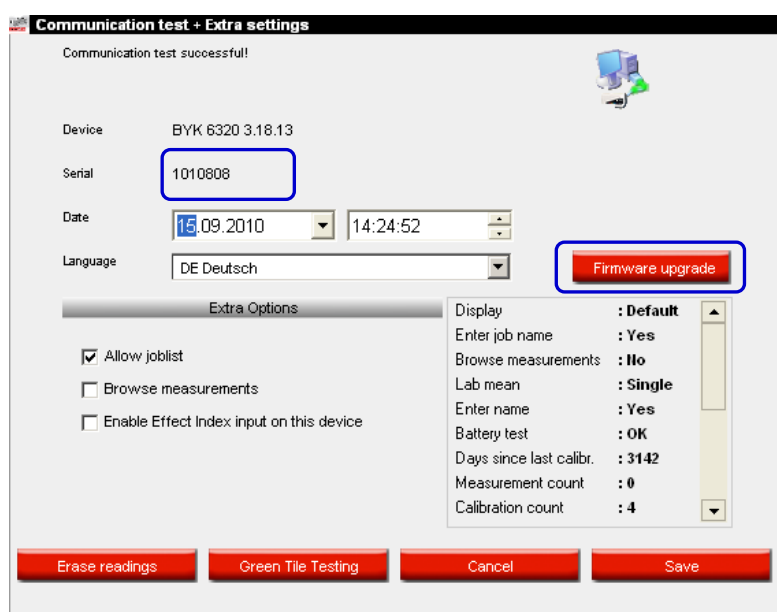 Communication test + Extra settings
Communication test successful!
Device BYK 6320 3.18.13
Serial 1010808
Date 15.09.2010 14:24:52
Language DE Deutsch
Firmware upgrade
Extra Options
Allow joblist
Browse measurements
Enable Effect Index input on this device
Display : Default
Enter job name : Yes
Browse measurements : No
Lab mean : Single
Enter name : Yes
Battery test : OK
Days since last calibr. : 3142
Measurement count : 0
Calibration count : 4
Erase readings Green Tile Testing Cancel Save